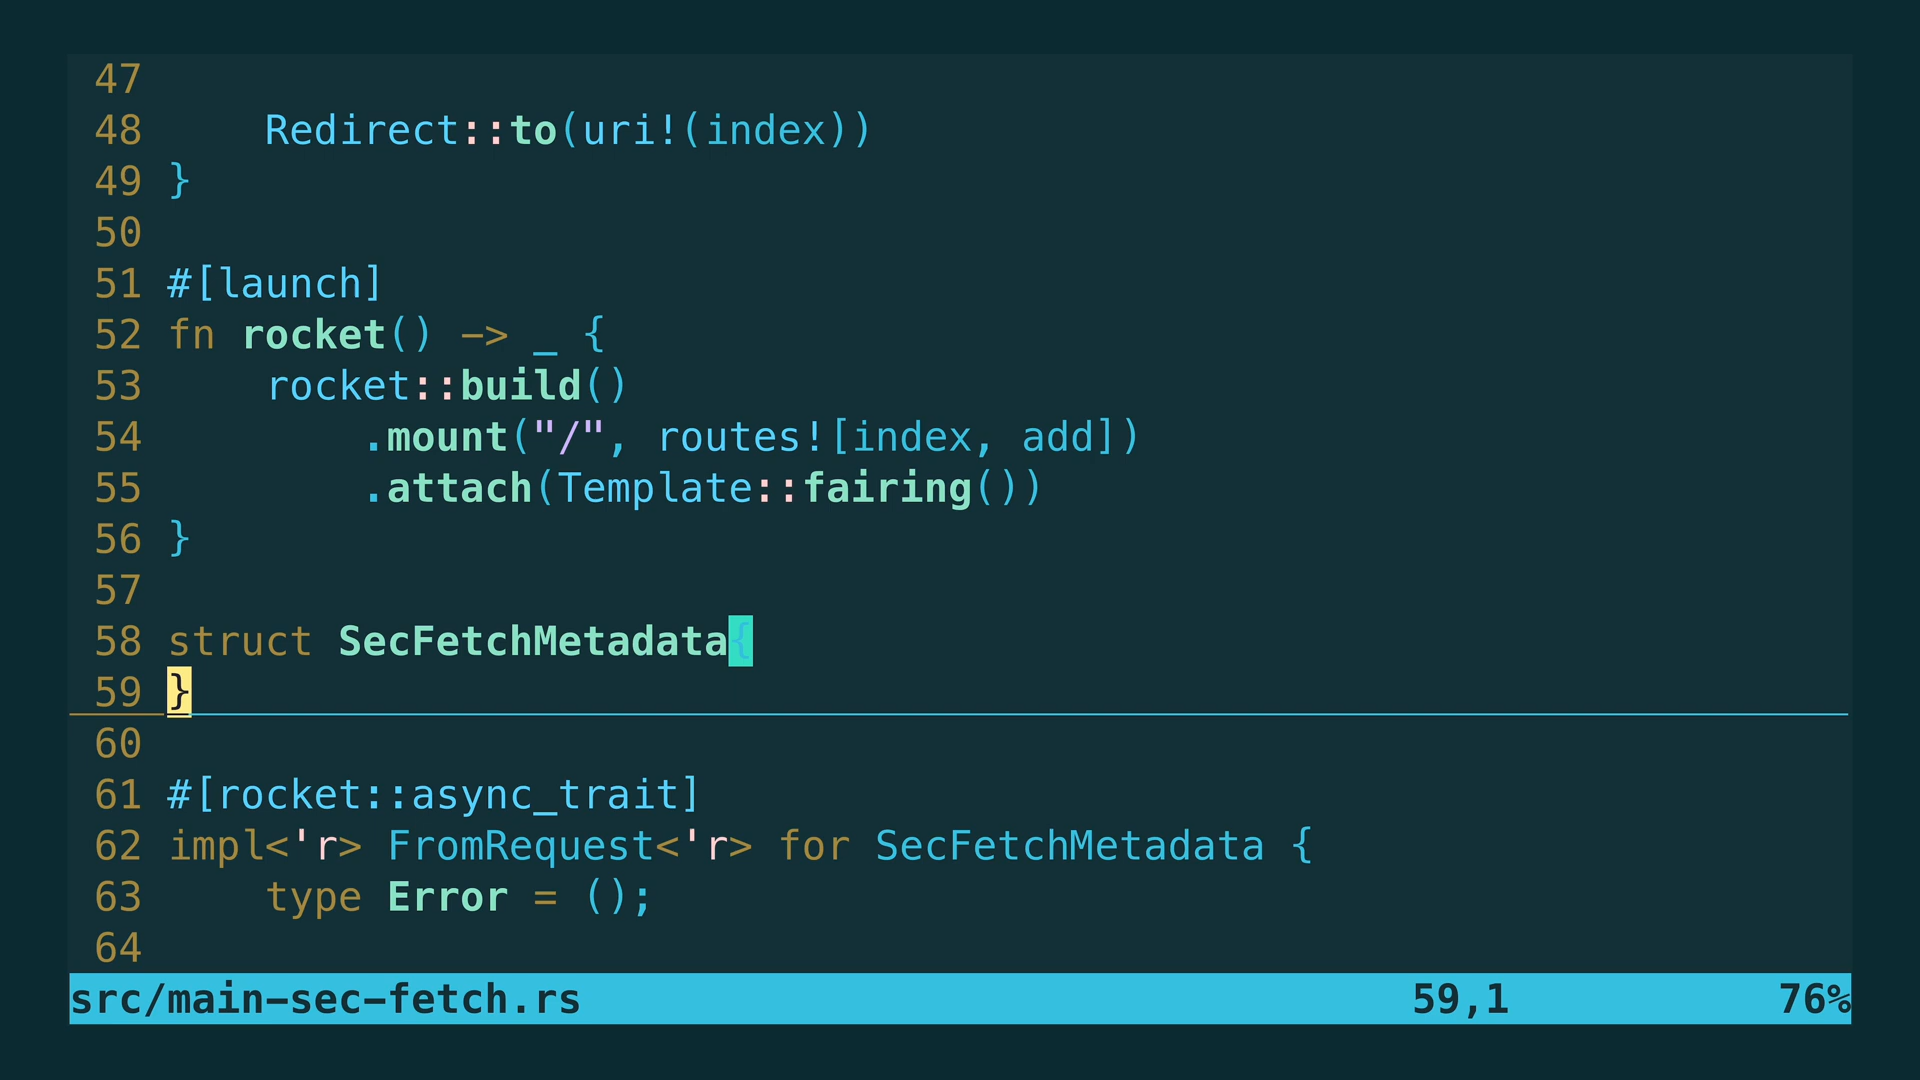 47
48     Redirect::to(uri!(index))
49 }
50
51 #[launch]
52 fn rocket() -> _ {
53     rocket::build()
54         .mount("/", routes![index, add])
55         .attach(Template::fairing())
56 }
57
58 struct SecFetchMetadata{
59 }
60
61 #[rocket::async_trait]
62 impl<'r> FromRequest<'r> for SecFetchMetadata {
63     type Error = ();
64
src/main-sec-fetch.rs 59,1 76%